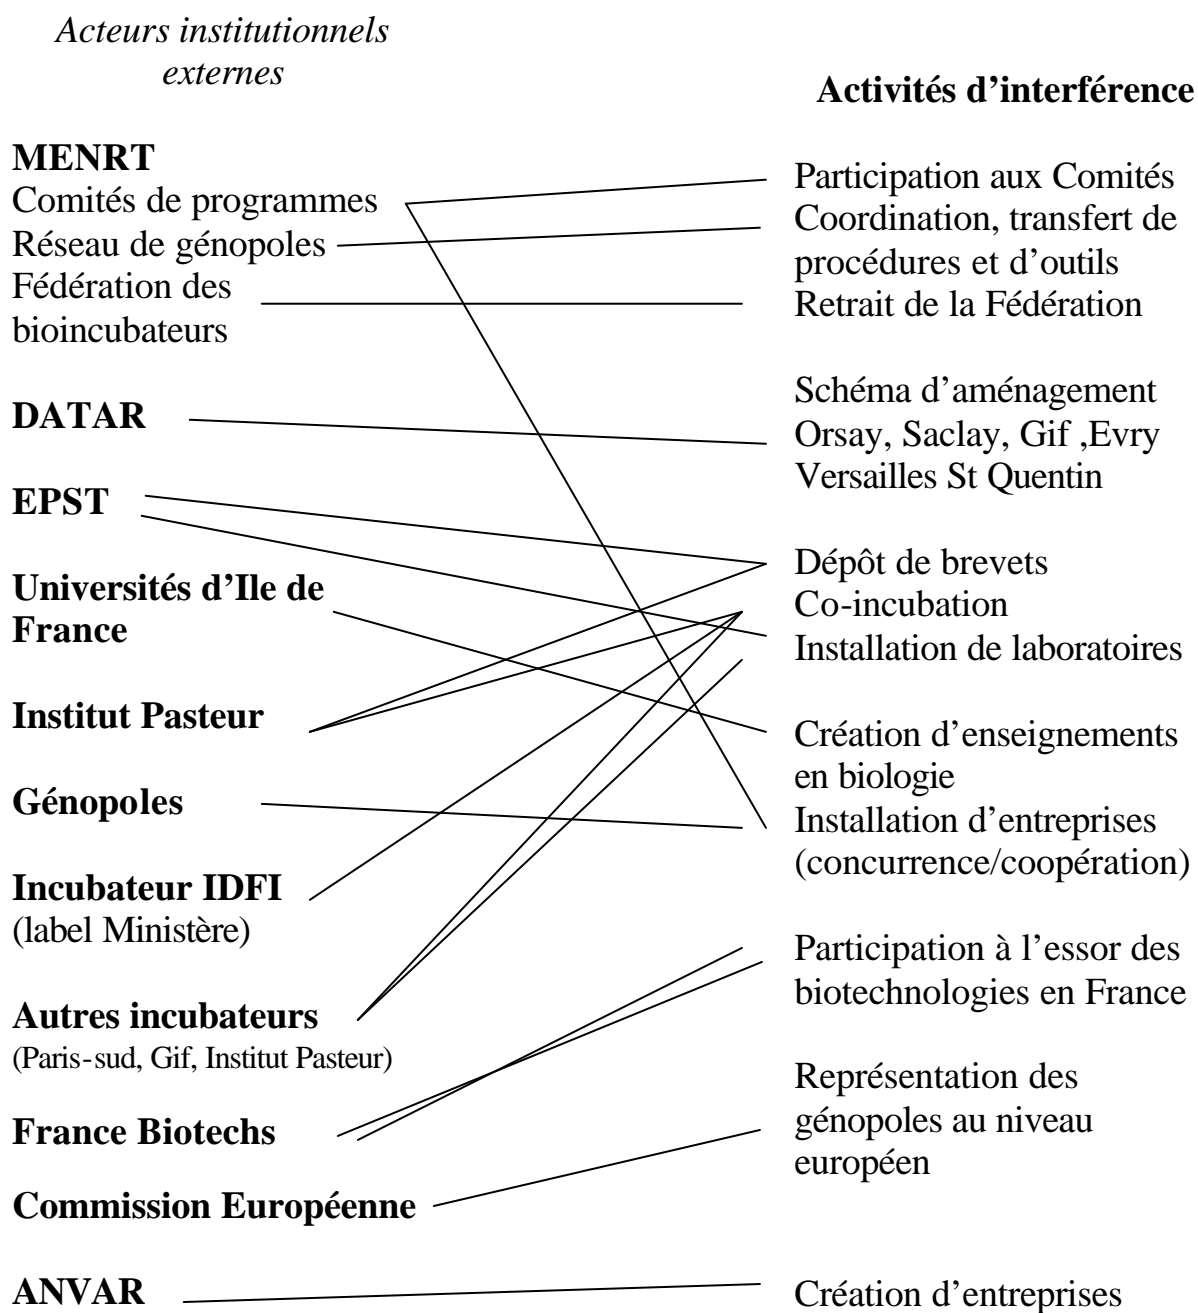 Acteurs institutionnels
externes
Activités d’interférence
MENRT
Comités de programmes
Réseau de génopoles
Fédération des
bioincubateurs
DATAR
EPST
Universités d’Ile de
France
Institut Pasteur
Génopoles
Incubateur IDFI
(label Ministère)
Autres incubateurs
(Paris-sud, Gif, Institut Pasteur)
France Biotechs
Commission Européenne
ANVAR
Participation aux Comités
Coordination, transfert de
procédures et d’outils
Retrait de la Fédération
Schéma d’aménagement
Orsay, Saclay, Gif ,Evry
Versailles St Quentin
Dépôt de brevets
Co-incubation
Installation de laboratoires
Création d’enseignements
en biologie
Installation d’entreprises
(concurrence/coopération)
Participation à l’essor des
biotechnologies en France
Représentation des
génopoles au niveau
européen
Création d’entreprises